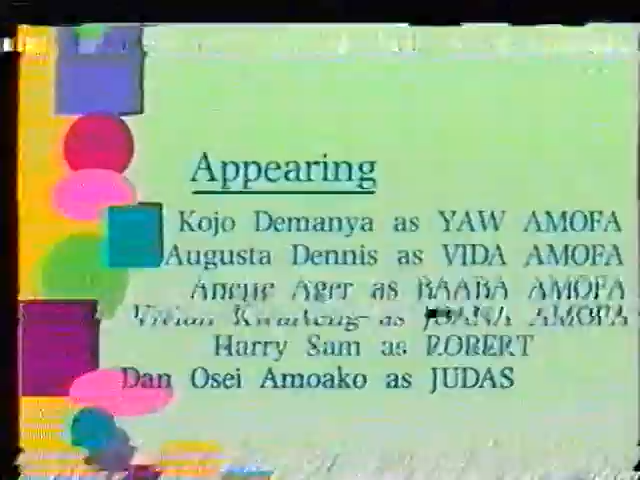 Appearing
Kojo Demanya as YAW AMOFA
Augusta Dennis as VIDA AMOFA
as BAABA AMOFA
as AMOFA
Harry Sam as ROBERT
Dan Osei Amoako as JUDAS